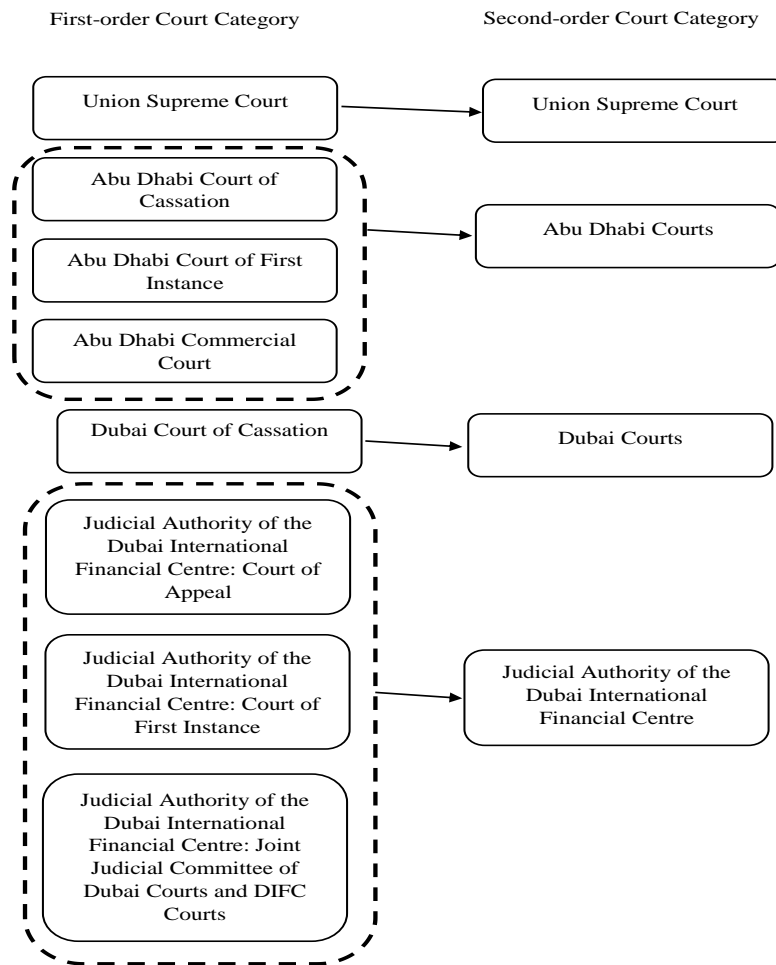 First-order Court Category
Second-order Court Category
Union Supreme Court
Union Supreme Court
Abu Dhabi Court of
Cassation
Abu Dhabi Courts
Abu Dhabi Court of First
Instance
Abu Dhabi Commercial
Court
Dubai Court of Cassation
Dubai Courts
Judicial Authority of the
Dubai International
Financial Centre: Court of
Appeal
Judicial Authority of the
Dubai International
Financial Centre: Court of
First Instance
Judicial Authority of the
Dubai International
Financial Centre
Judicial Authority of the
Dubai International
Financial Centre: Joint
Judicial Committee of
Dubai Courts and DIFC
Courts